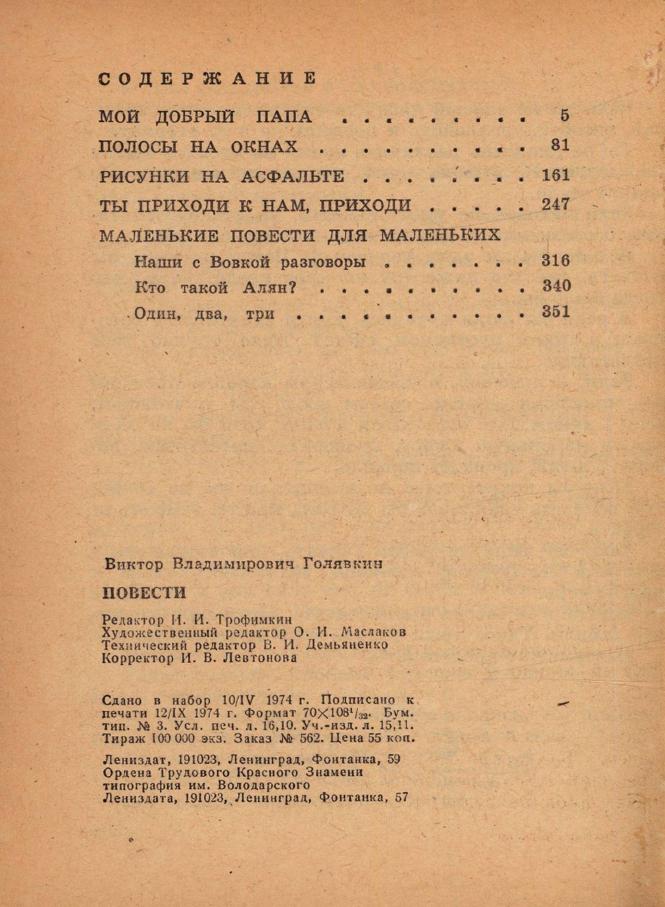 СОДЕРЖАНИЕ
МОЙ ДОБРЫЙ ПАПА . . . . . . . . . 5
ПОЛОСЫ НА ОКНАХ . . . . . . . . . . 81
РИСУНКИ НА АСФАЛЬТЕ . . . . . . . . 161
ТЫ ПРИХОДИ К НАМ, ПРИХОДИ . . . . . 247
МАЛЕНЬКИЕ ПОВЕСТИ ДЛЯ МАЛЕНЬКИХ
Наши с Вовкой разговоры . . . . . . . 316
Кто такой Алян? . . . . . . . . . . 340
Один, два, три . . . . . . . . . . . 351
Виктор Владимирович Голявкин
ПОВЕСТИ
Редактор И. И. Трофимкин
Художественный редактор О. И. Маслаков
Технический редактор В. И. Демьяненко
Корректор И. В. Левтонова
Сдано в набор 10/IV 1974 г. Подписано к
печати 12/IX 1974 г. Формат 70×108¹/₃₂. Бум.
тип. № 3. Усл. печ. л. 16,10. Уч.-изд. л. 15,11.
Тираж 100 000 экз. Заказ № 562. Цена 55 коп.
Лениздат, 191023, Ленинград, Фонтанка, 59
Ордена Трудового Красного Знамени
типография им. Володарского
Лениздата, 191023, Ленинград, Фонтанка, 57